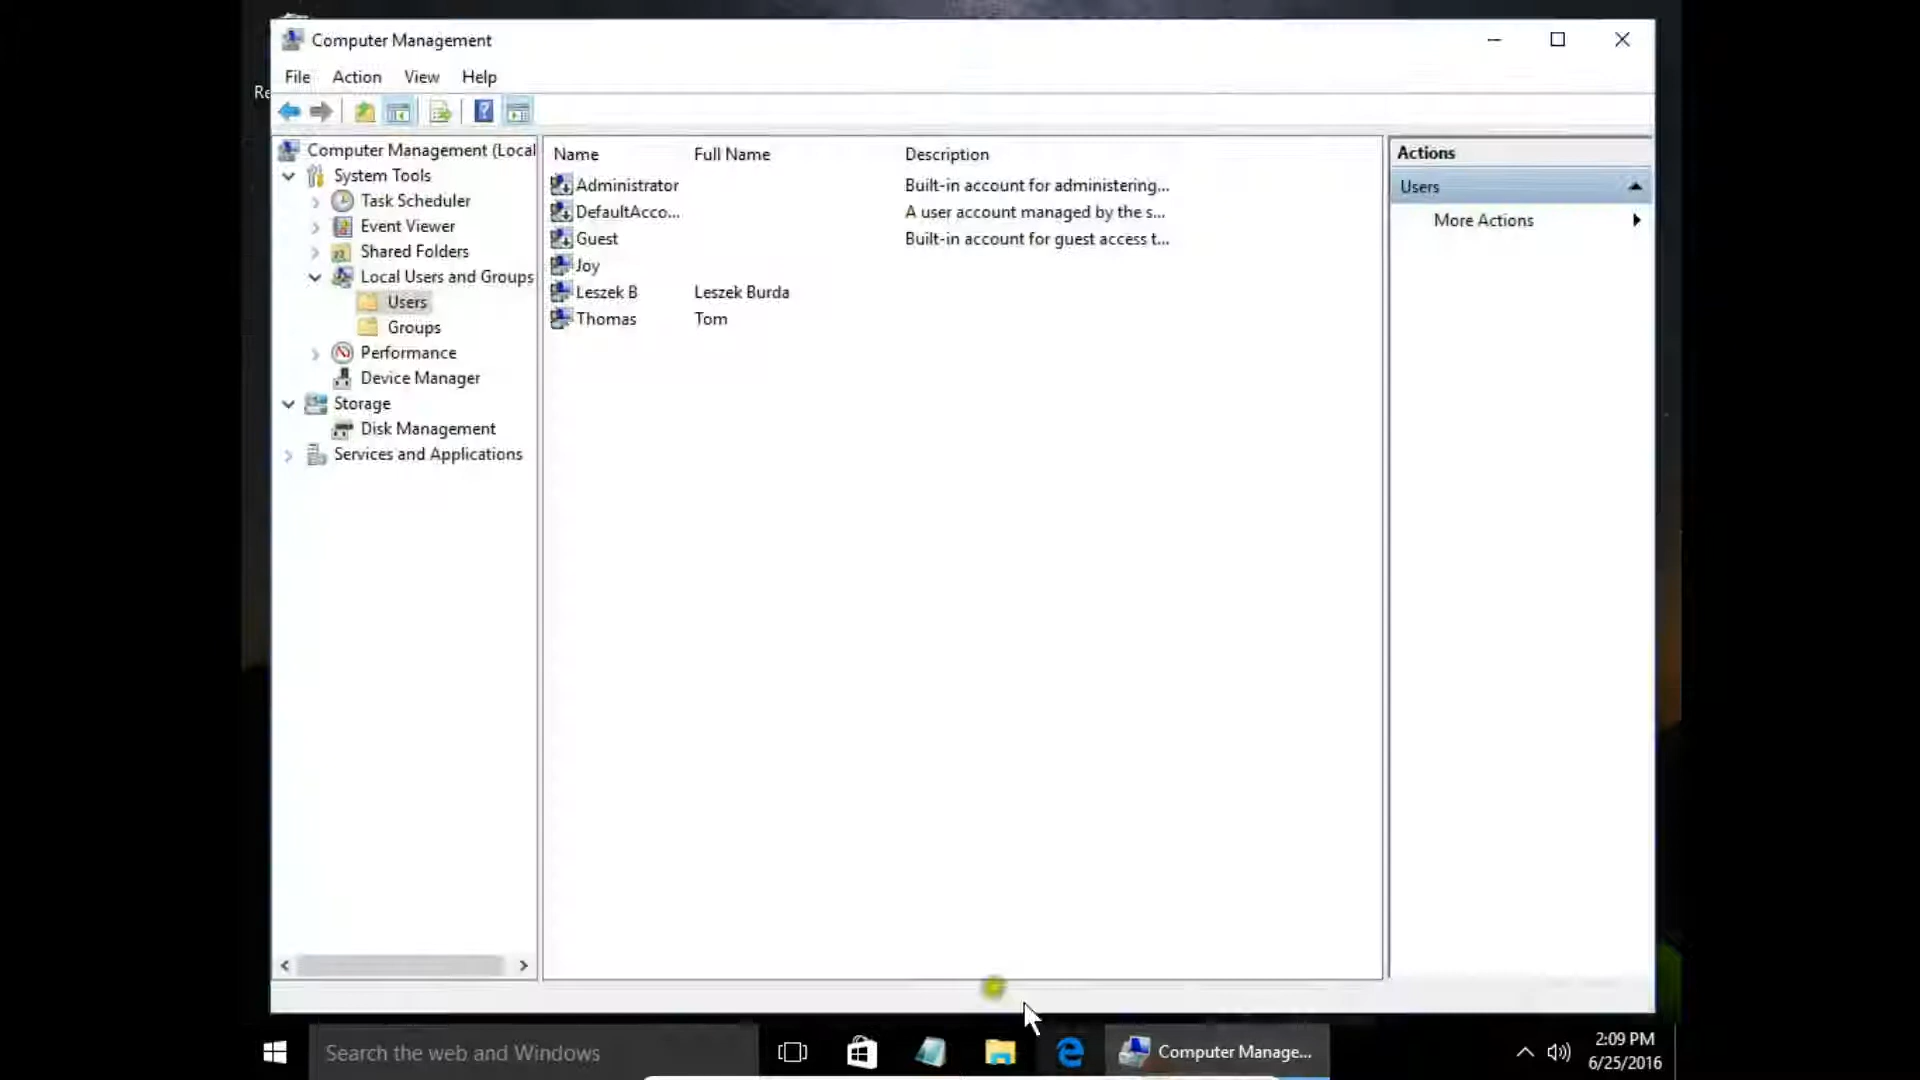 Computer Management
File Action View Help
Re
Computer Management (Local
System Tools
Task Scheduler
Event Viewer
Shared Folders
Local Users and Groups
Users
Groups
Performance
Device Manager
Storage
Disk Management
Services and Applications
Name Full Name Description
Administrator Built-in account for administering...
DefaultAcco... A user account managed by the s...
Guest Built-in account for guest access t...
Joy
Leszek B Leszek Burda
Thomas Tom
Actions
Users
More Actions
Search the web and Windows
Computer Manage...
2:09 PM
6/25/2016